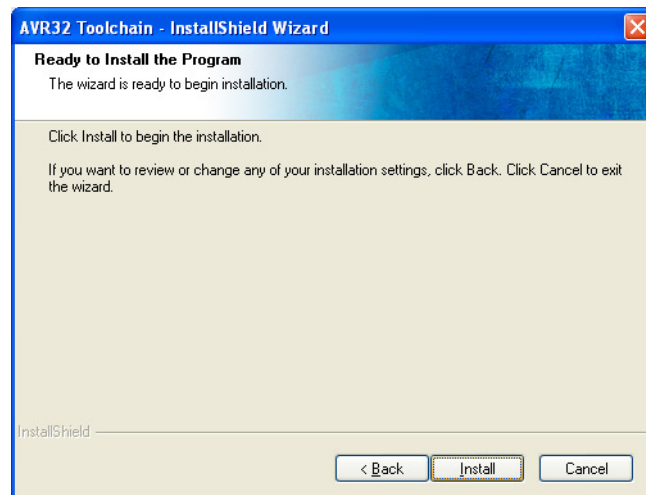 AVR32 Toolchain - InstallShield Wizard
Ready to Install the Program
The wizard is ready to begin installation.
Click Install to begin the installation.
If you want to review or change any of your installation settings, click Back. Click Cancel to exit
the wizard.
InstallShield
< Back Install Cancel